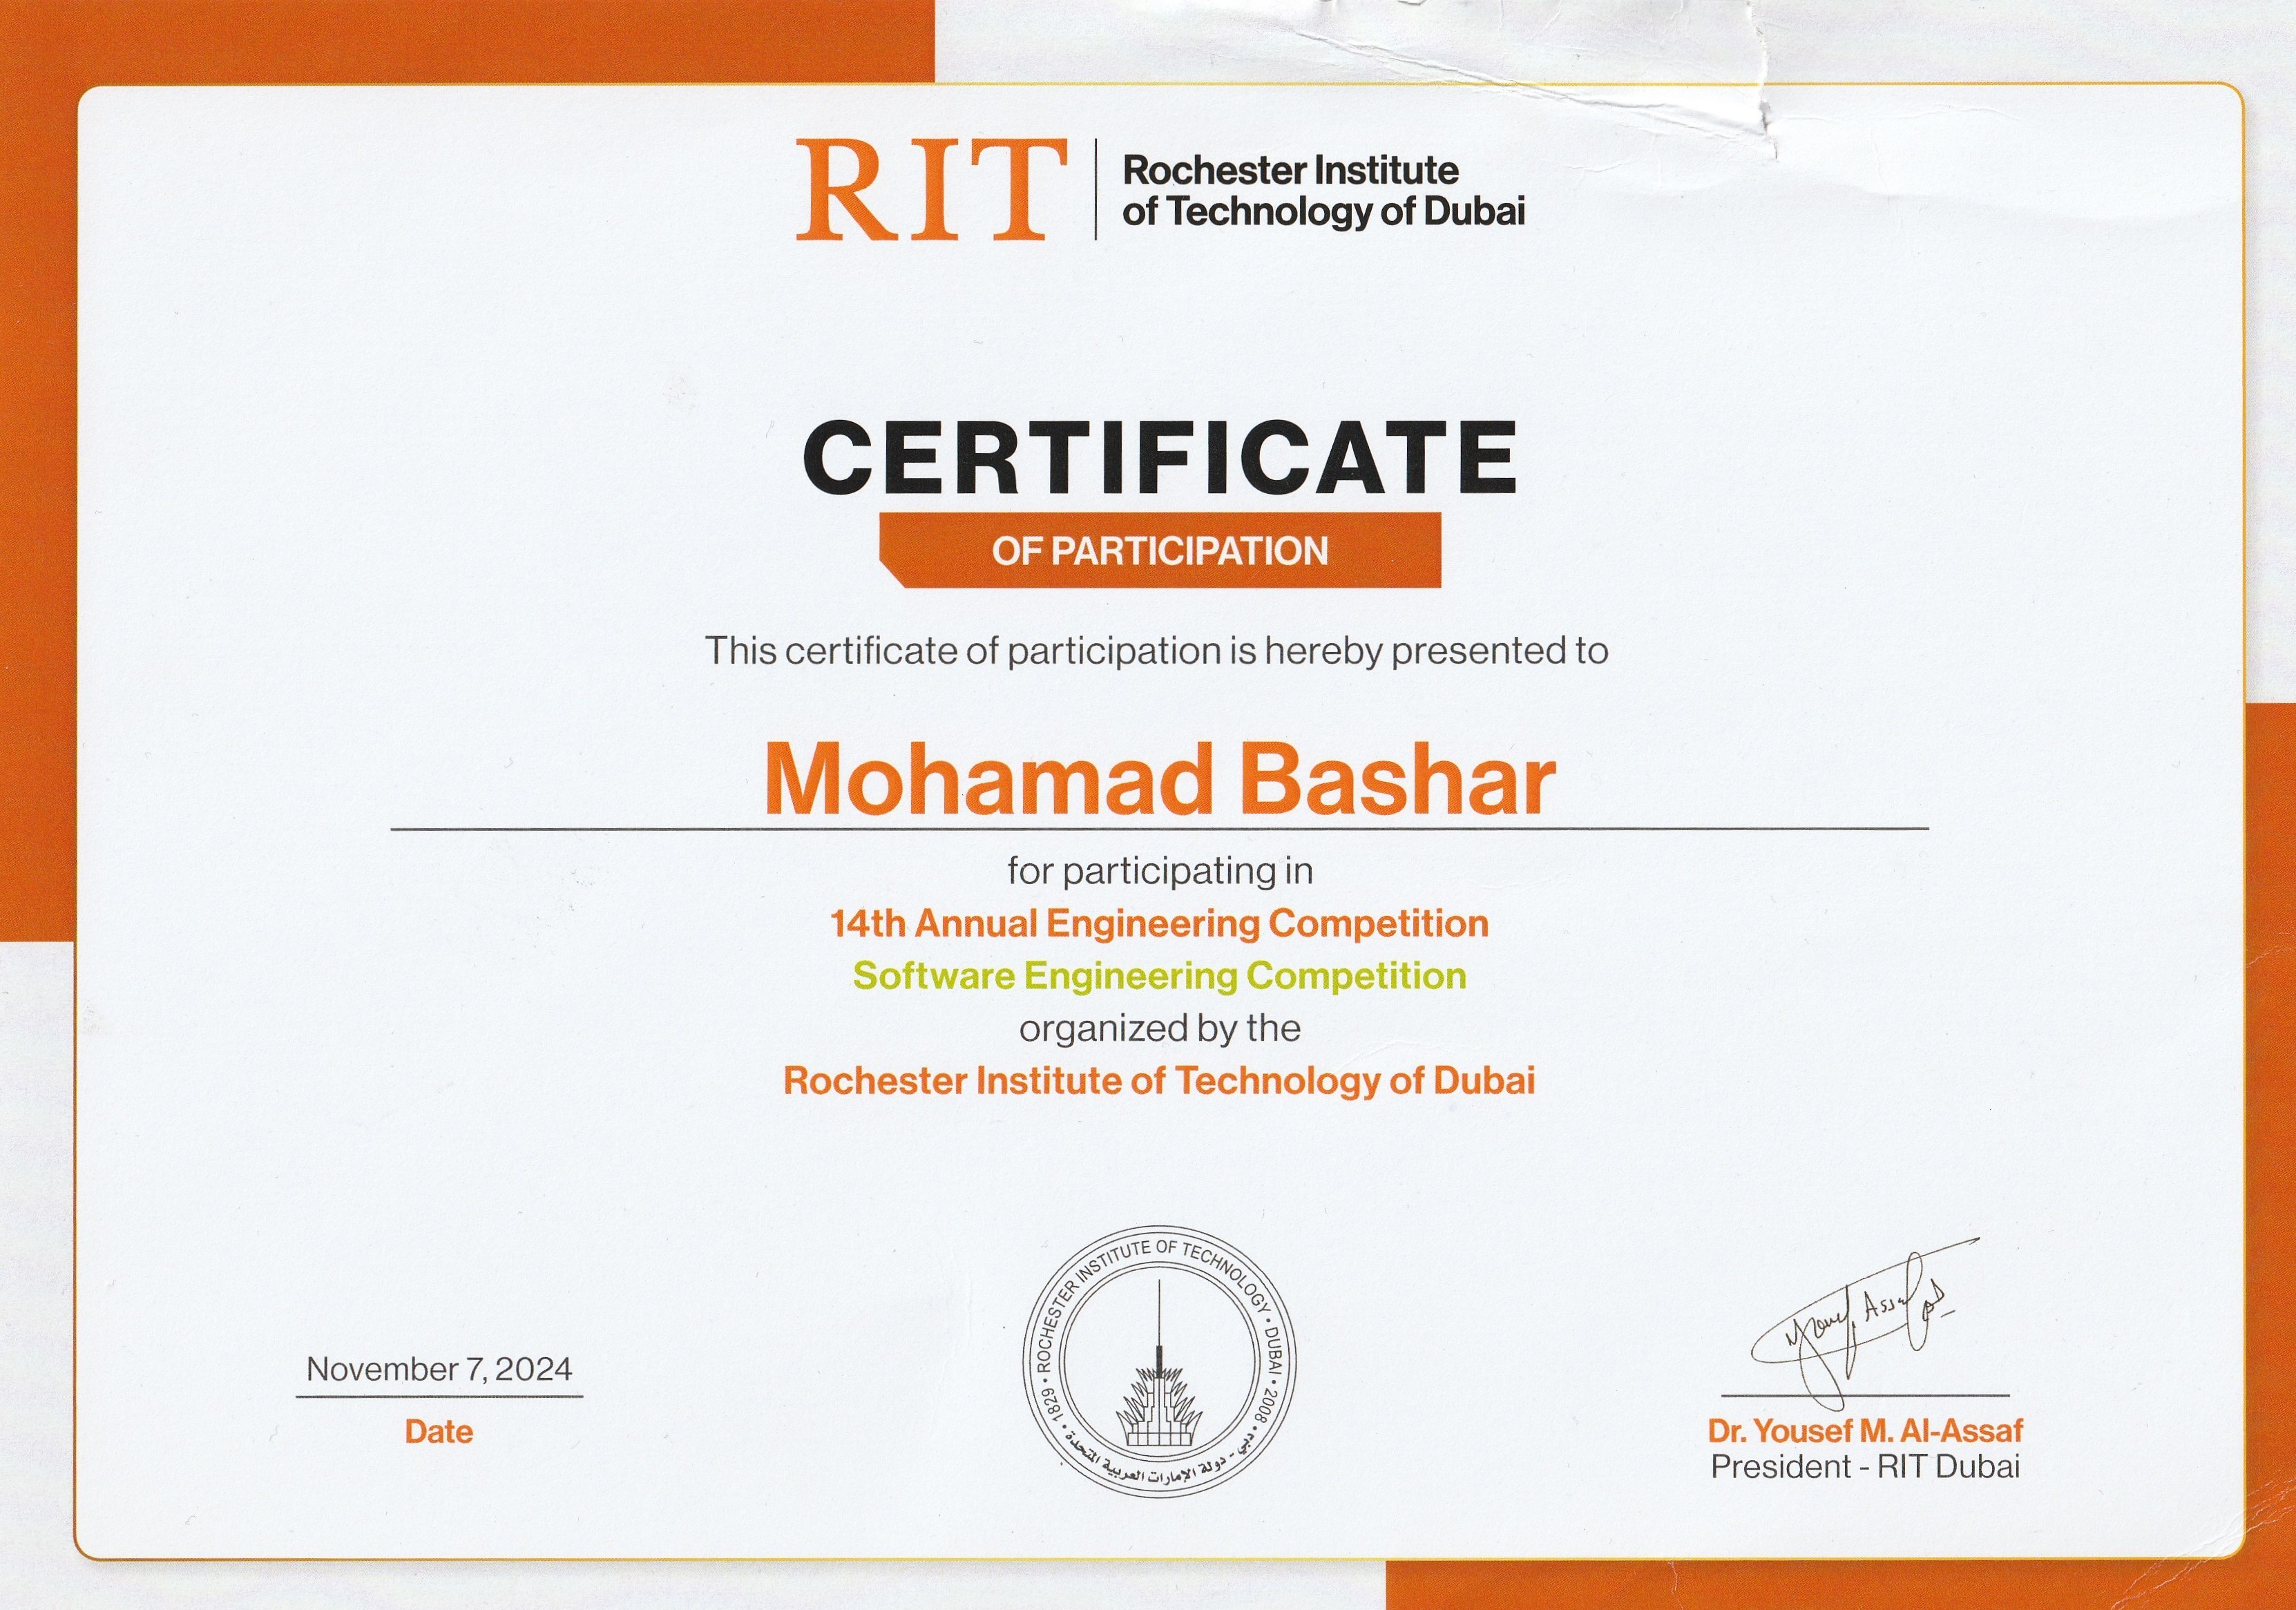 RIT
Rochester Institute
of Technology of Dubai
CERTIFICATE
OF PARTICIPATION
This certificate of participation is hereby presented to
Mohamad Bashar
for participating in
14th Annual Engineering Competition
Software Engineering Competition
organized by the
Rochester Institute of Technology of Dubai
November 7, 2024
Date
1829 • ROCHESTER INSTITUTE OF TECHNOLOGY • DUBAI • 2008 •
دبي - دولة الإمارات العربية المتحدة
Yousef Assaf
Dr. Yousef M. Al-Assaf
President - RIT Dubai